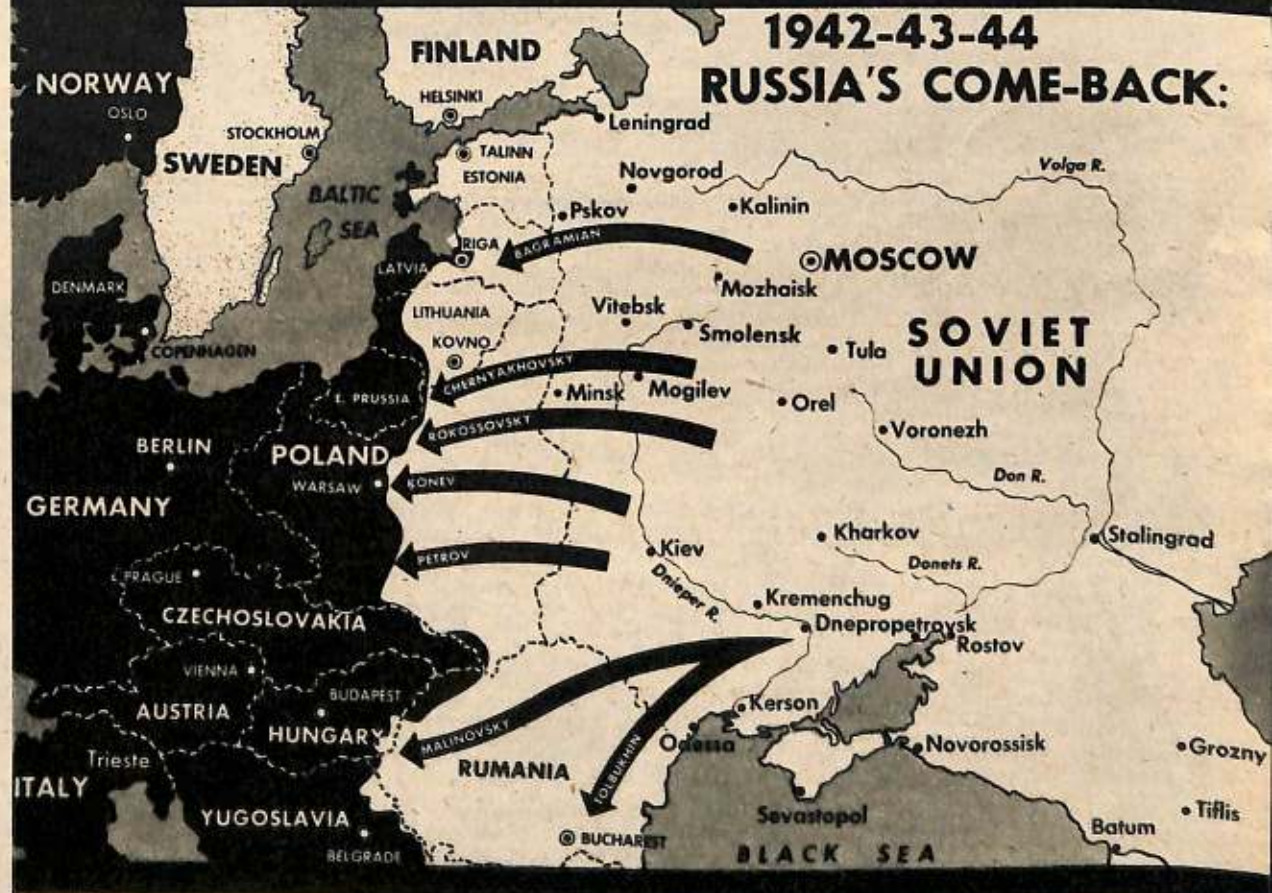 1942-43-44
RUSSIA'S COME-BACK:
FINLAND
NORWAY
OSLO
HELSINKI
Leningrad
STOCKHOLM
SWEDEN
TALINN
ESTONIA
Novgorod
Volga R.
BALTIC
SEA
Pskov
Kalinin
RIGA
BAGRAMIAN
LATVIA
MOSCOW
DENMARK
Mozhaisk
LITHUANIA
Vitebsk
SOVIET
UNION
Smolensk
KOVNO
COPENHAGEN
Tula
CHERNYAKHOVSKY
E. PRUSSIA
Minsk
Mogilev
Orel
ROKOSSOVSKY
Voronezh
BERLIN
POLAND
WARSAW
KONEV
Don R.
GERMANY
Kharkov
Stalingrad
PETROV
Kiev
Donets R.
PRAGUE
Dnieper R.
Kremenchug
CZECHOSLOVAKIA
Dnepropetrovsk
Rostov
VIENNA
BUDAPEST
AUSTRIA
Kerson
HUNGARY
MALINOVSKY
Odessa
Novorossisk
Grozny
Trieste
RUMANIA
TOLBUKHIN
ITALY
Sevastopol
Tiflis
YUGOSLAVIA
BUCHAREST
Batum
BELGRADE
BLACK SEA